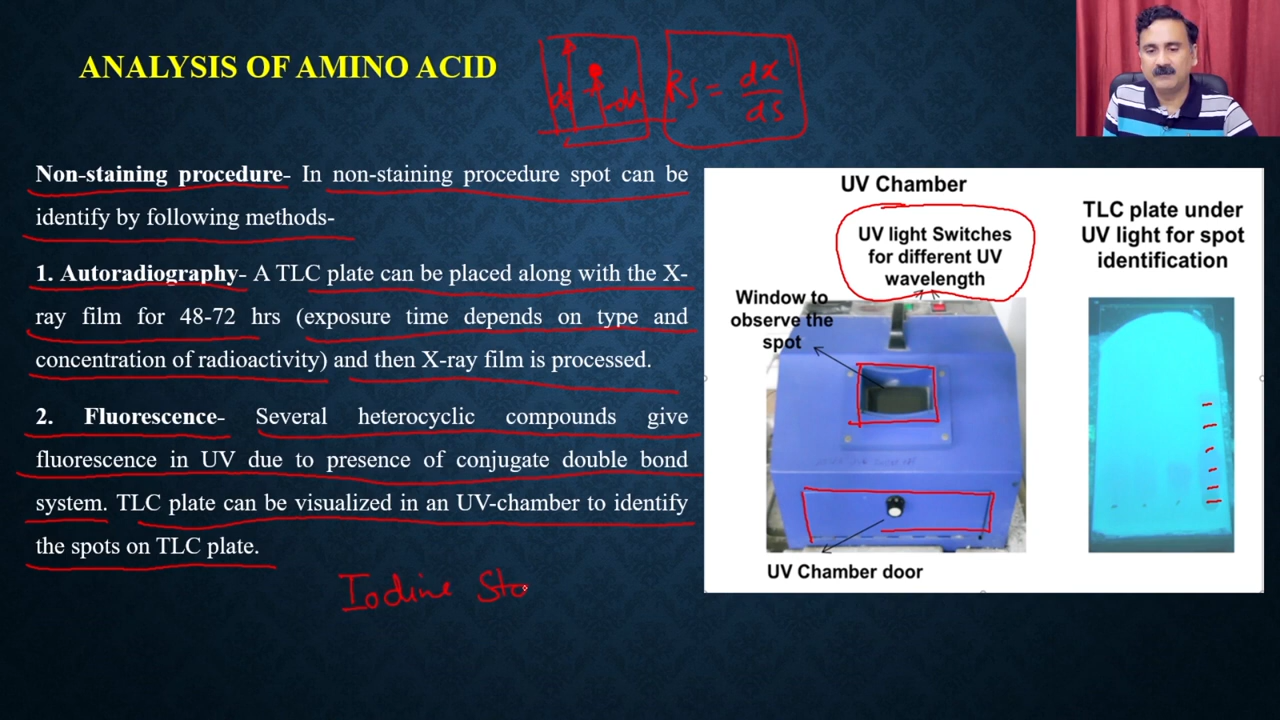 ANALYSIS OF AMINO ACID
ds
dx
Rf = dx/ds
Non-staining procedure- In non-staining procedure spot can be
identify by following methods-
1. Autoradiography- A TLC plate can be placed along with the X-
ray film for 48-72 hrs (exposure time depends on type and
concentration of radioactivity) and then X-ray film is processed.
2. Fluorescence- Several heterocyclic compounds give
fluorescence in UV due to presence of conjugate double bond
system. TLC plate can be visualized in an UV-chamber to identify
the spots on TLC plate.
Iodine Sta
UV Chamber
UV light Switches
for different UV
wavelength
Window to
observe the
spot
UV Chamber door
TLC plate under
UV light for spot
identification